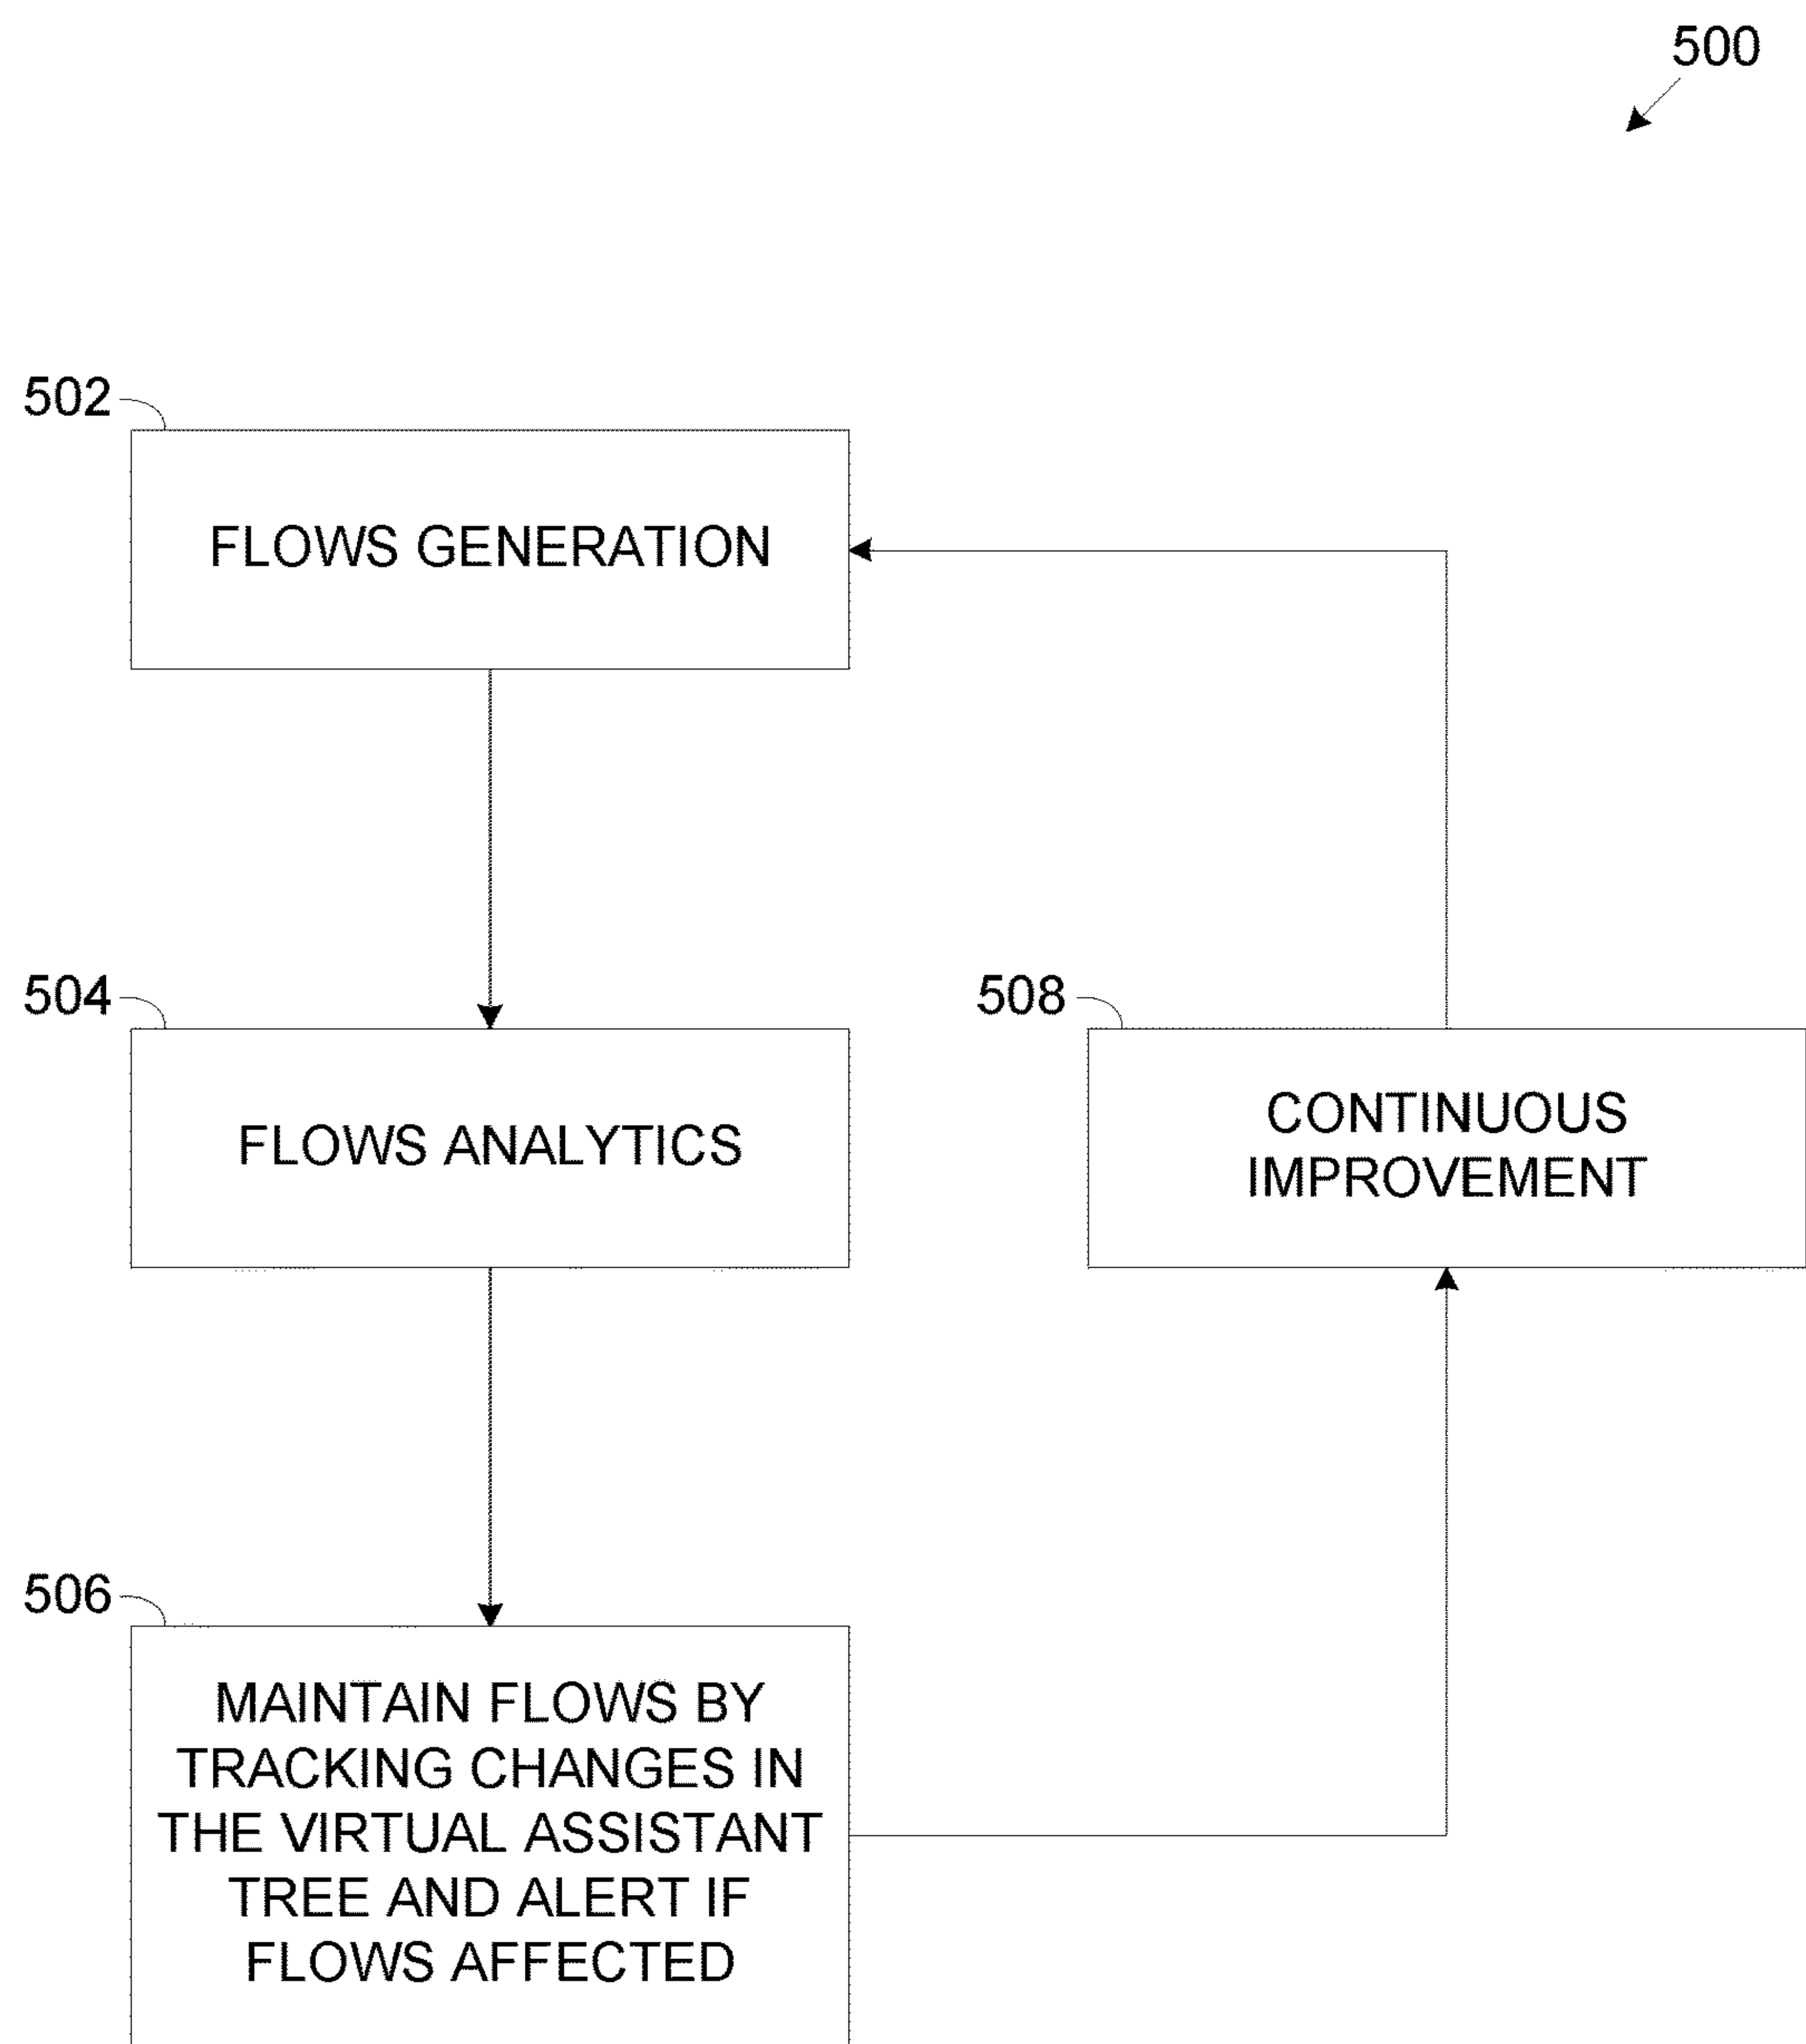 500
502
FLOWS GENERATION
504
FLOWS ANALYTICS
508
CONTINUOUS
IMPROVEMENT
506
MAINTAIN FLOWS BY
TRACKING CHANGES IN
THE VIRTUAL ASSISTANT
TREE AND ALERT IF
FLOWS AFFECTED